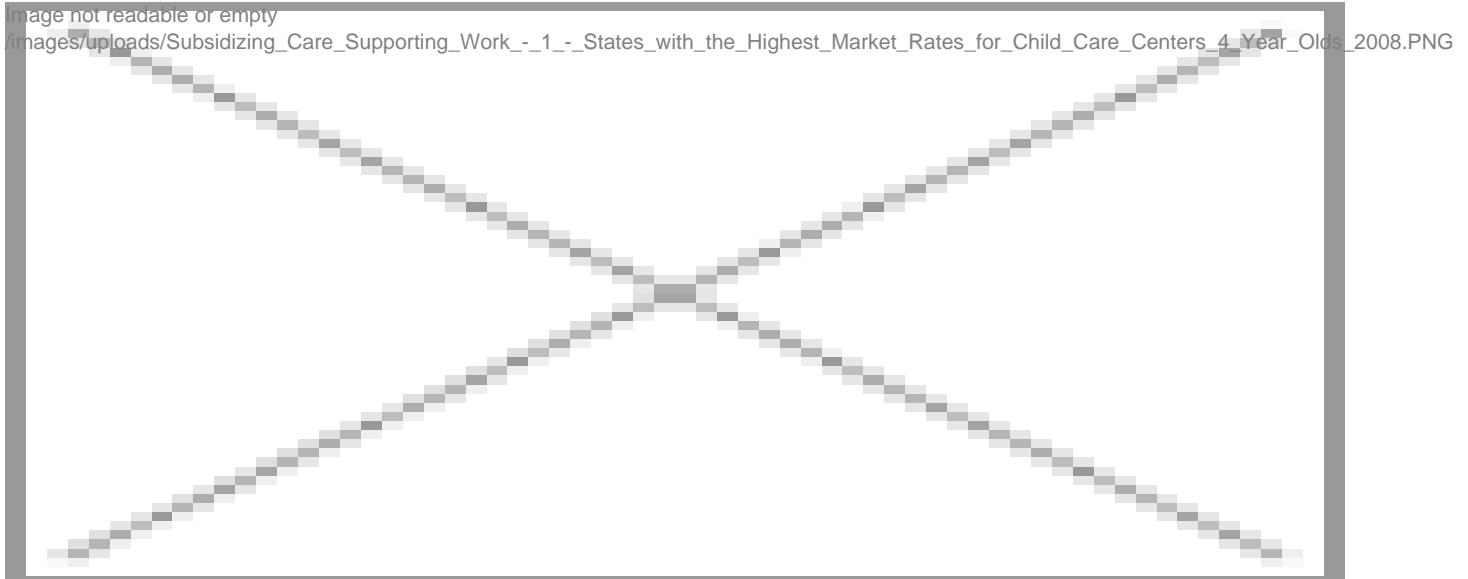 Image not readable or empty
/images/uploads/Subsidizing_Care_Supporting_Work_-_1_-_States_with_the_Highest_Market_Rates_for_Child_Care_Centers_4_Year_Olds_2008.PNG